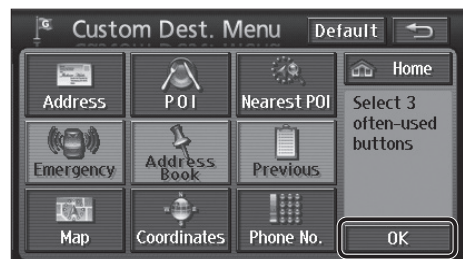 G
Custom Dest. Menu
Default
Address
POI
Nearest POI
Home
Select 3
often-used
buttons
Emergency
Address
Book
Previous
Map
Coordinates
Phone No.
OK